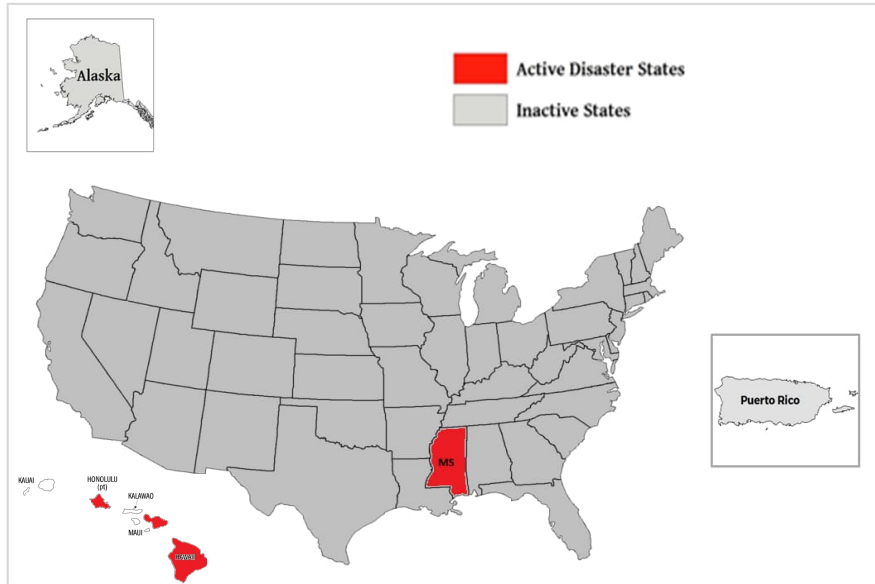 Alaska
Active Disaster States
Inactive States
Puerto Rico
MS
KAUAI
HONOLULU
(pt)
KALAWAO
MAUI
HAWAII